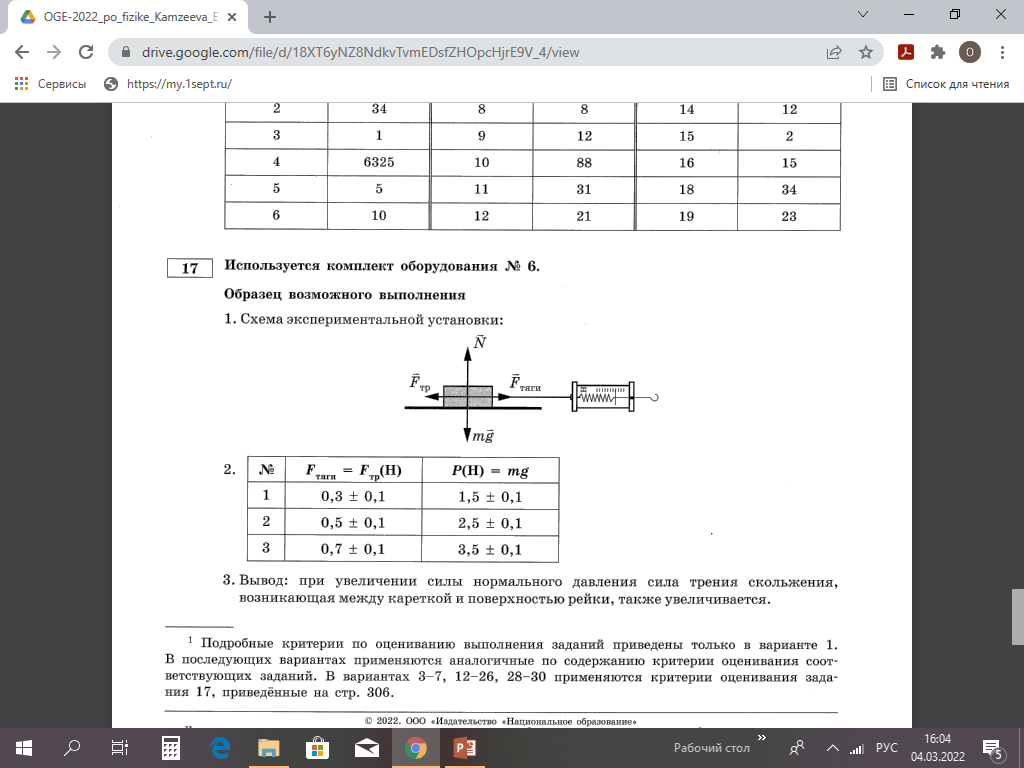 OGE-2022_po_fizike_Kamzeeva_E
drive.google.com/file/d/18XT6yNZ8NdkvTvmEDsfZHOpcHjrE9V_4/view
О
Сервисы https://my.1sept.ru/ Список для чтения
2 34 8 8 14 12
3 1 9 12 15 2
4 6325 10 88 16 15
5 5 11 31 18 34
6 10 12 21 19 23
17 Используется комплект оборудования № 6.
Образец возможного выполнения
1. Схема экспериментальной установки:
N
Fтр Fтяги Н
mg
2. № Fтяги = Fтр(Н) P(Н) = mg
1 0,3 ± 0,1 1,5 ± 0,1
2 0,5 ± 0,1 2,5 ± 0,1
3 0,7 ± 0,1 3,5 ± 0,1
3. Вывод: при увеличении силы нормального давления сила трения скольжения,
возникающая между кареткой и поверхностью рейки, также увеличивается.
1 Подробные критерии по оцениванию выполнения заданий приведены только в варианте 1.
В последующих вариантах применяются аналогичные по содержанию критерии оценивания соот-
ветствующих заданий. В вариантах 3–7, 12–26, 28–30 применяются критерии оценивания зада-
ния 17, приведённые на стр. 306.
© 2022. ООО «Издательство «Национальное образование»
Рабочий стол » РУС 16:04
04.03.2022
5